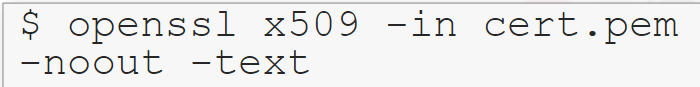 $ openssl x509 -in cert.pem
-noout -text